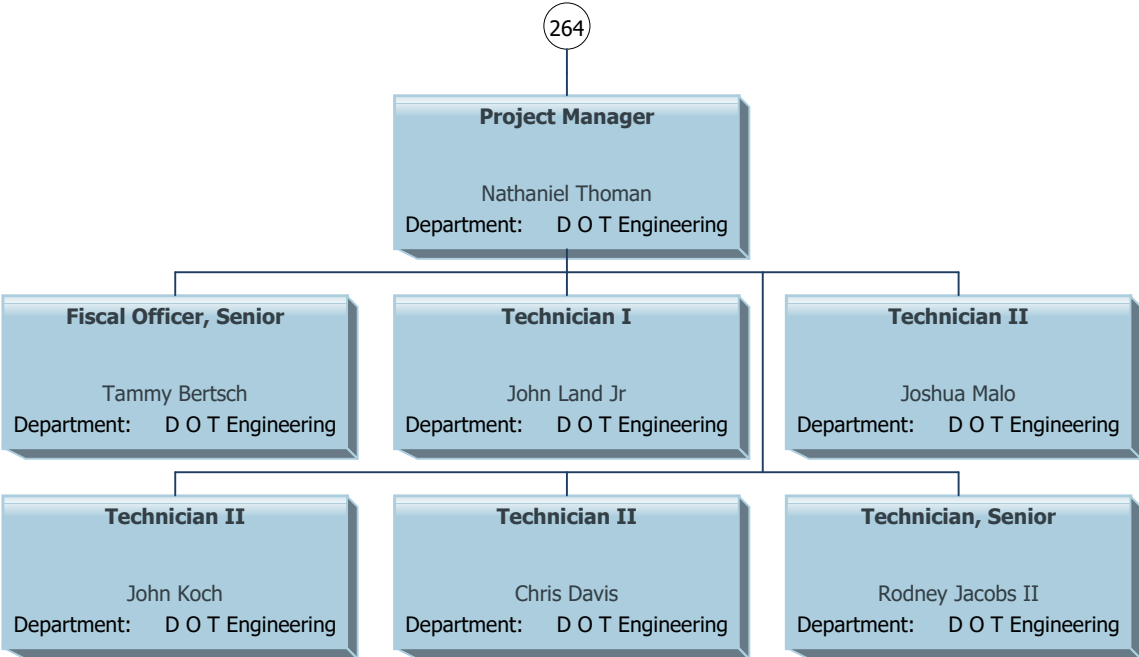 264
Project Manager
Nathaniel Thoman
Department: D O T Engineering
Fiscal Officer, Senior
Tammy Bertsch
Department: D O T Engineering
Technician I
John Land Jr
Department: D O T Engineering
Technician II
Joshua Malo
Department: D O T Engineering
Technician II
John Koch
Department: D O T Engineering
Technician II
Chris Davis
Department: D O T Engineering
Technician, Senior
Rodney Jacobs II
Department: D O T Engineering